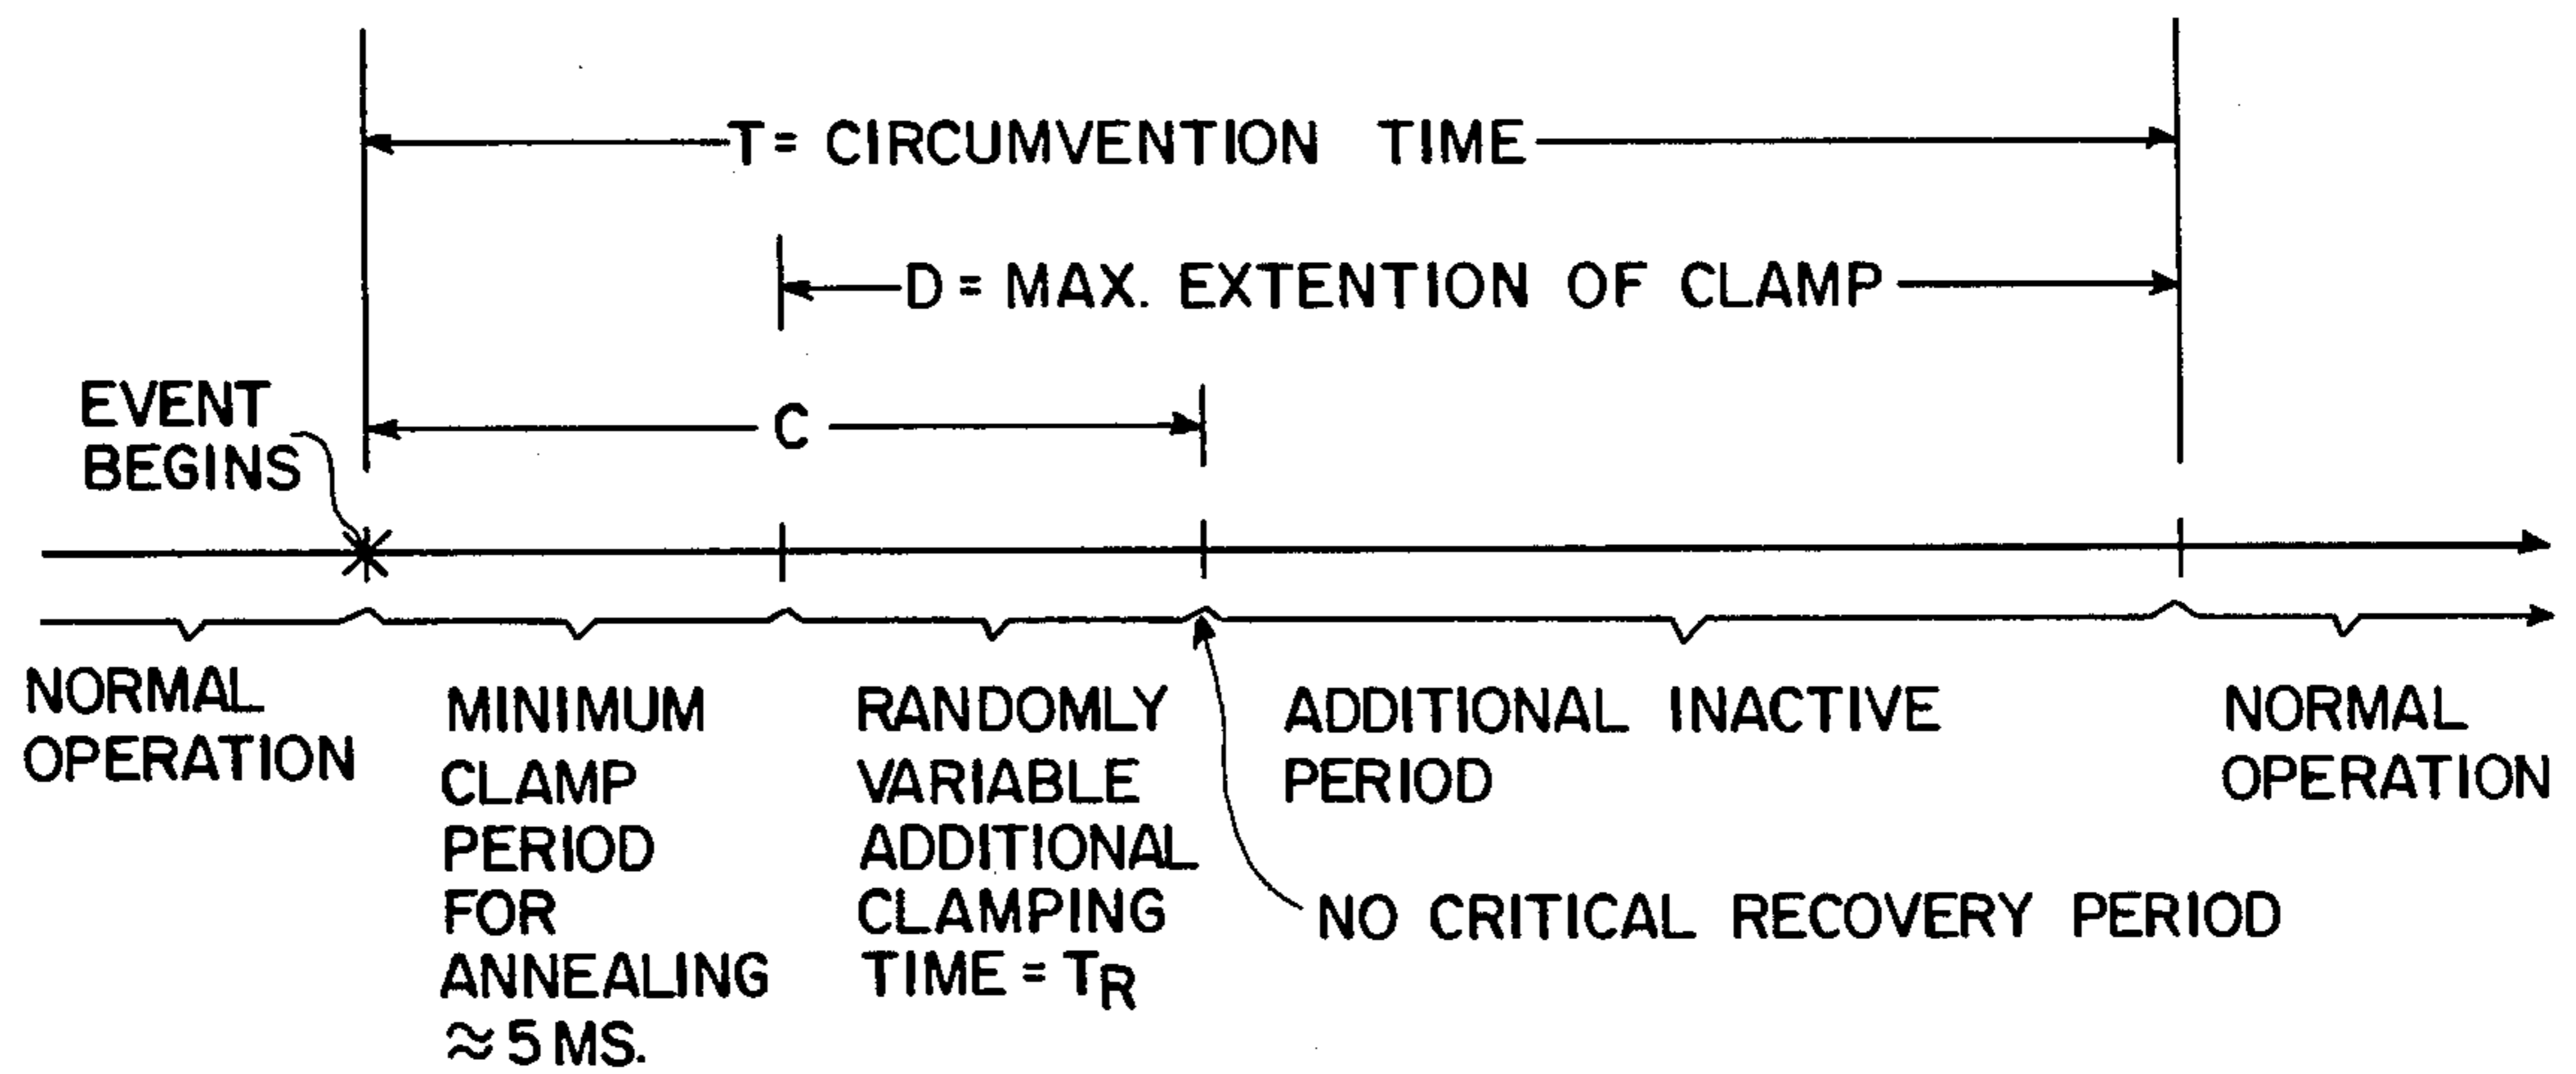 T = CIRCUMVENTION TIME
D = MAX. EXTENTION OF CLAMP
C
EVENT
BEGINS
NORMAL
OPERATION
MINIMUM
CLAMP
PERIOD
FOR
ANNEALING
≈ 5 MS.
RANDOMLY
VARIABLE
ADDITIONAL
CLAMPING
TIME = TR
ADDITIONAL INACTIVE
PERIOD
NO CRITICAL RECOVERY PERIOD
NORMAL
OPERATION